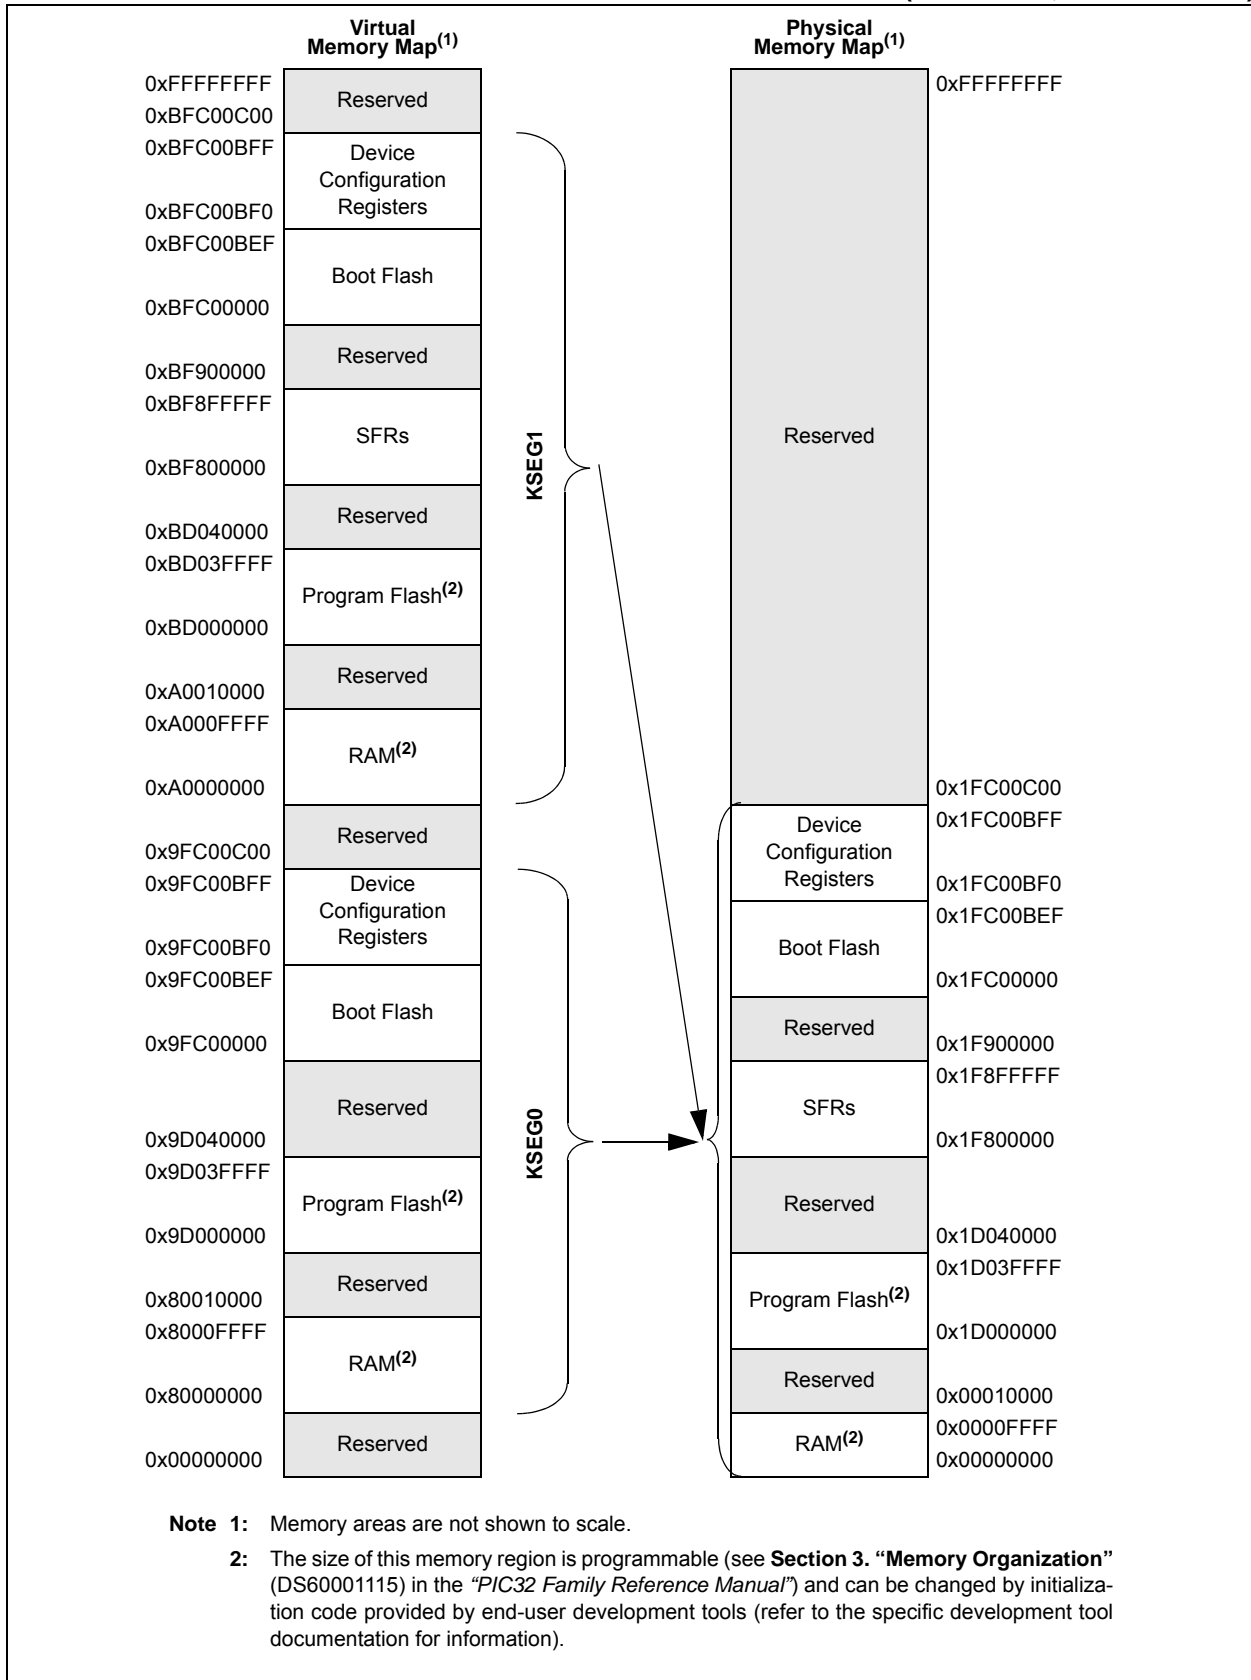 Virtual
Memory Map(1)
0xFFFFFFFF
Reserved
0xBFC00C00
0xBFC00BFF
Device
Configuration
Registers
0xBFC00BF0
0xBFC00BEF
Boot Flash
0xBFC00000
Reserved
0xBF900000
0xBF8FFFFF
SFRs
0xBF800000
Reserved
0xBD040000
0xBD03FFFF
Program Flash(2)
0xBD000000
Reserved
0xA0010000
0xA000FFFF
RAM(2)
0xA0000000
Reserved
0x9FC00C00
0x9FC00BFF
Device
Configuration
Registers
0x9FC00BF0
0x9FC00BEF
Boot Flash
0x9FC00000
Reserved
0x9D040000
0x9D03FFFF
Program Flash(2)
0x9D000000
Reserved
0x80010000
0x8000FFFF
RAM(2)
0x80000000
Reserved
0x00000000
KSEG1
KSEG0
Physical
Memory Map(1)
0xFFFFFFFF
Reserved
0x1FC00C00
0x1FC00BFF
Device
Configuration
Registers
0x1FC00BF0
0x1FC00BEF
Boot Flash
0x1FC00000
Reserved
0x1F900000
0x1F8FFFFF
SFRs
0x1F800000
Reserved
0x1D040000
0x1D03FFFF
Program Flash(2)
0x1D000000
Reserved
0x00010000
0x0000FFFF
RAM(2)
0x00000000
Note 1: Memory areas are not shown to scale.
2: The size of this memory region is programmable (see Section 3. “Memory Organization”
(DS60001115) in the “PIC32 Family Reference Manual”) and can be changed by initializa-
tion code provided by end-user development tools (refer to the specific development tool
documentation for information).